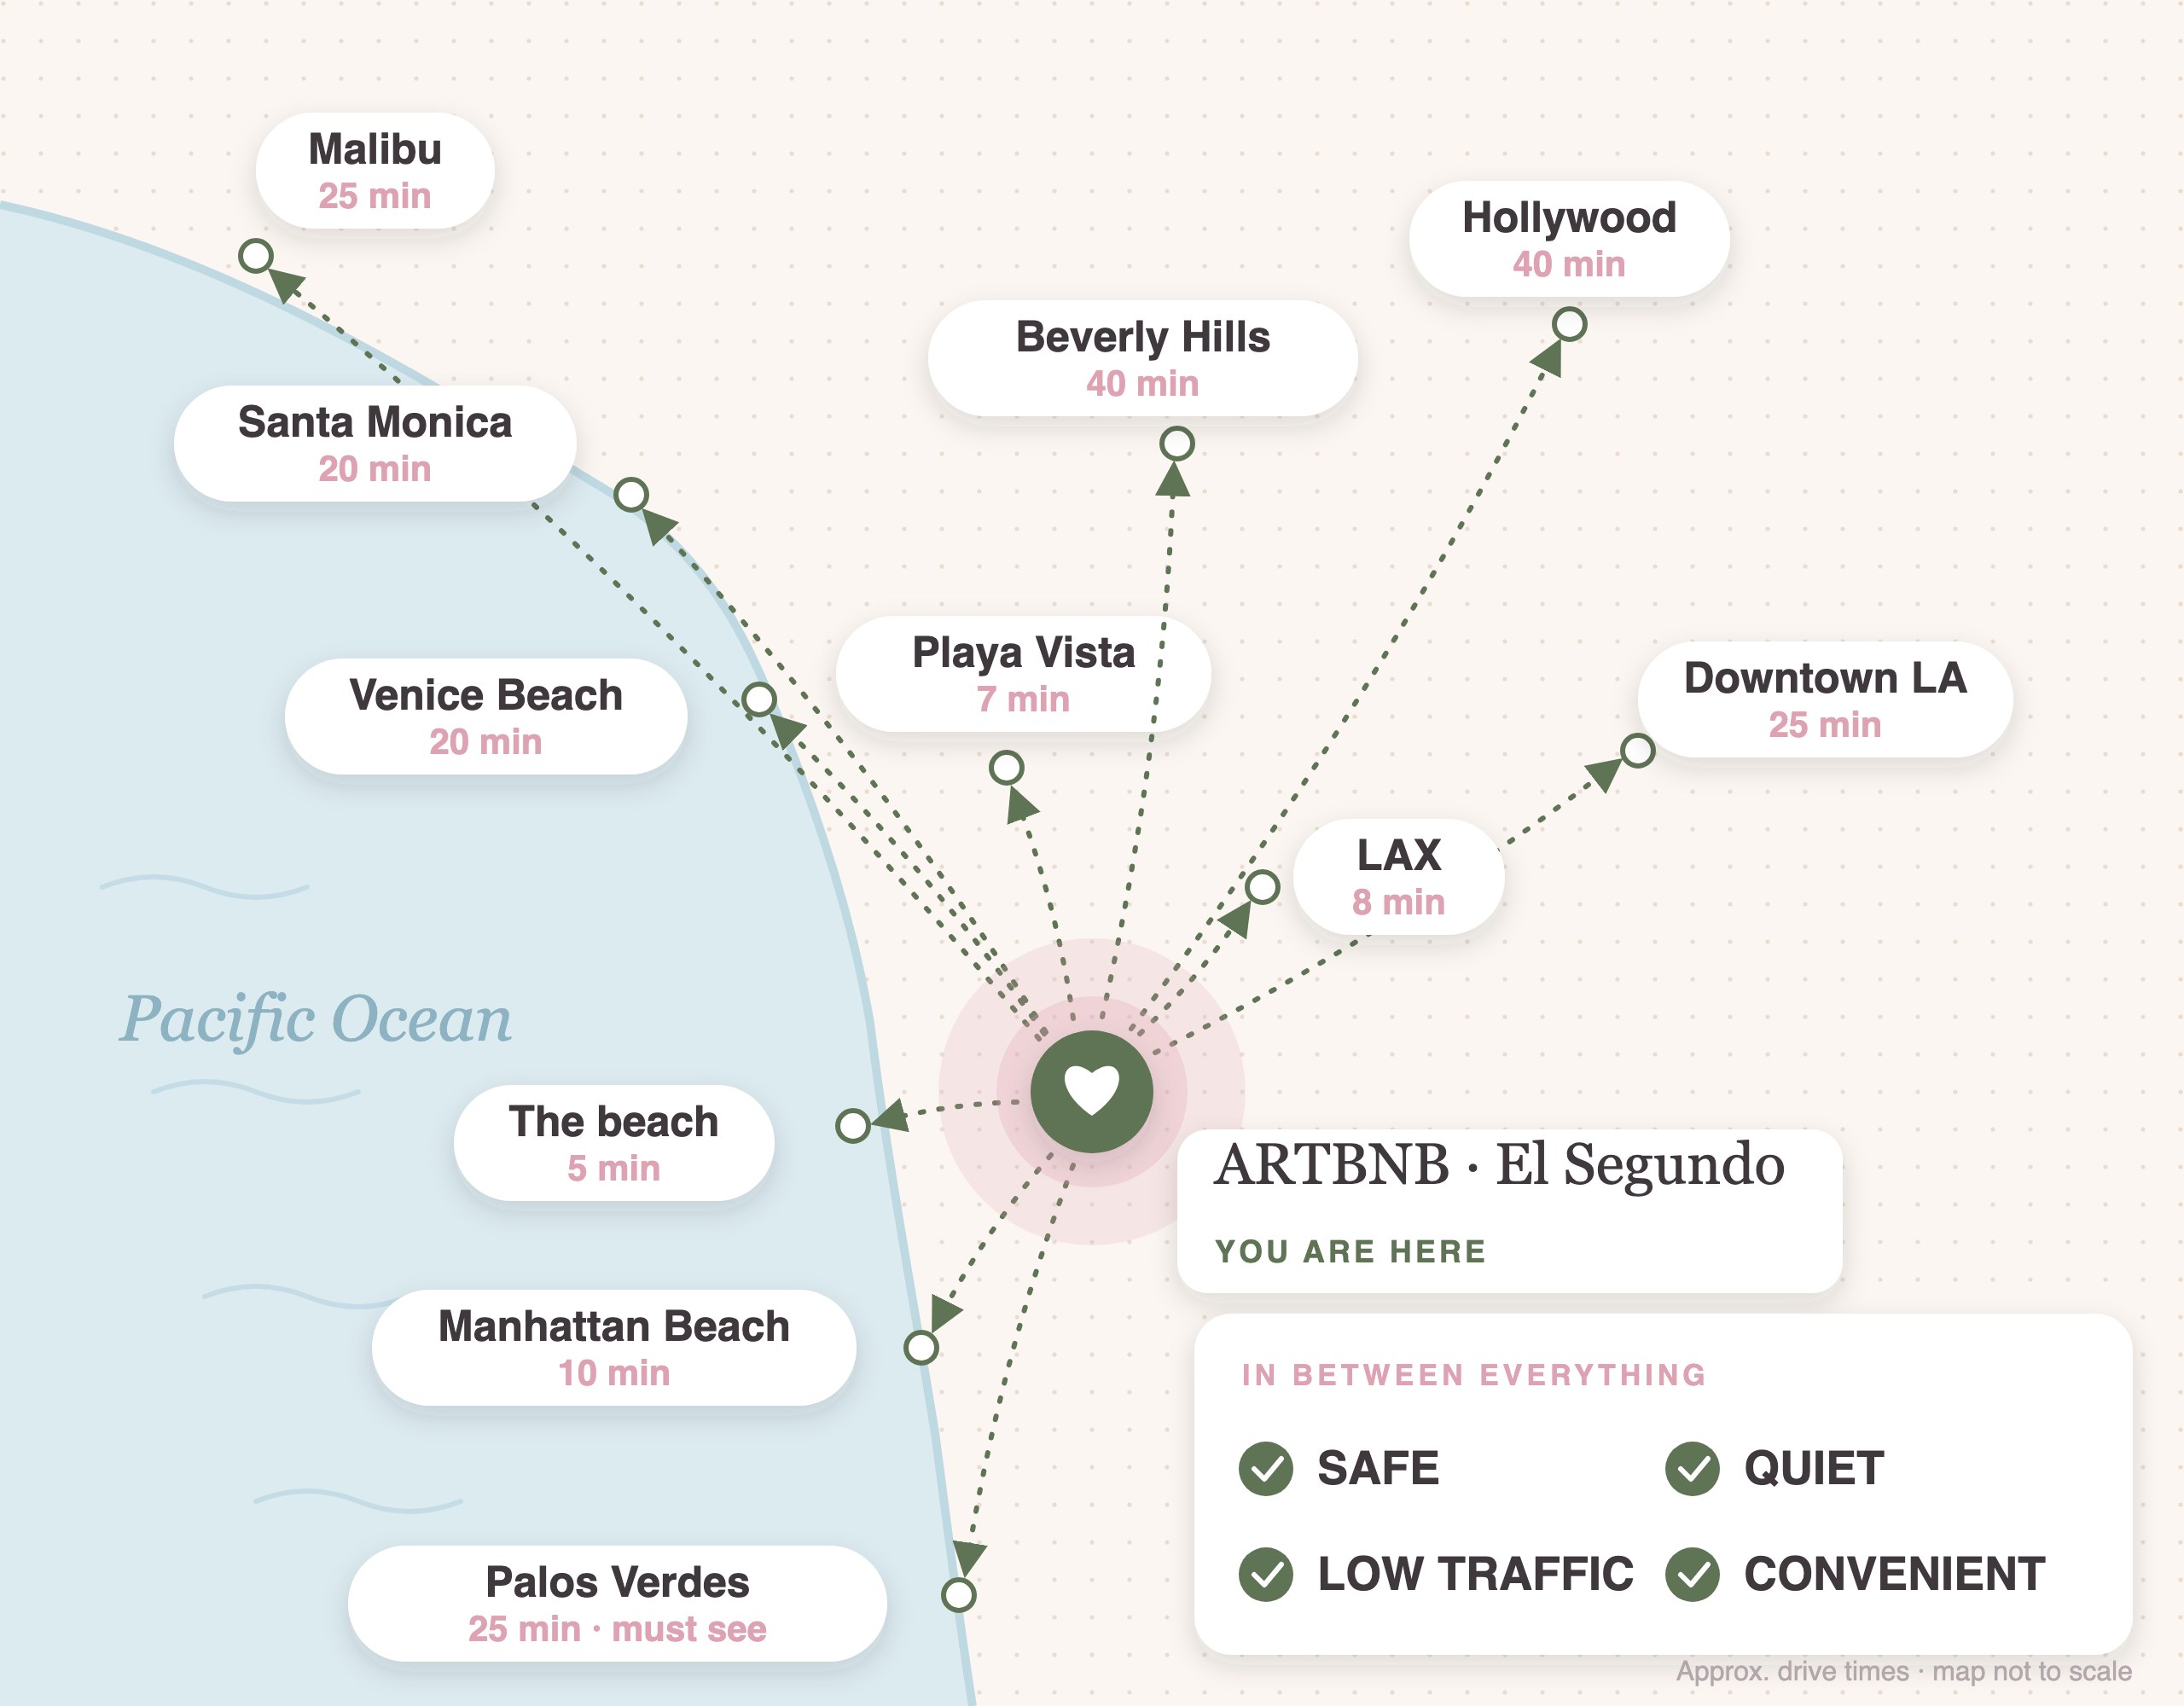 Malibu
25 min
Hollywood
40 min
Beverly Hills
40 min
Santa Monica
20 min
Playa Vista
7 min
Downtown LA
25 min
Venice Beach
20 min
LAX
8 min
Pacific Ocean
The beach
5 min
ARTBNB · El Segundo
YOU ARE HERE
Manhattan Beach
10 min
IN BETWEEN EVERYTHING
SAFE
QUIET
LOW TRAFFIC
CONVENIENT
Palos Verdes
25 min · must see
Approx. drive times · map not to scale